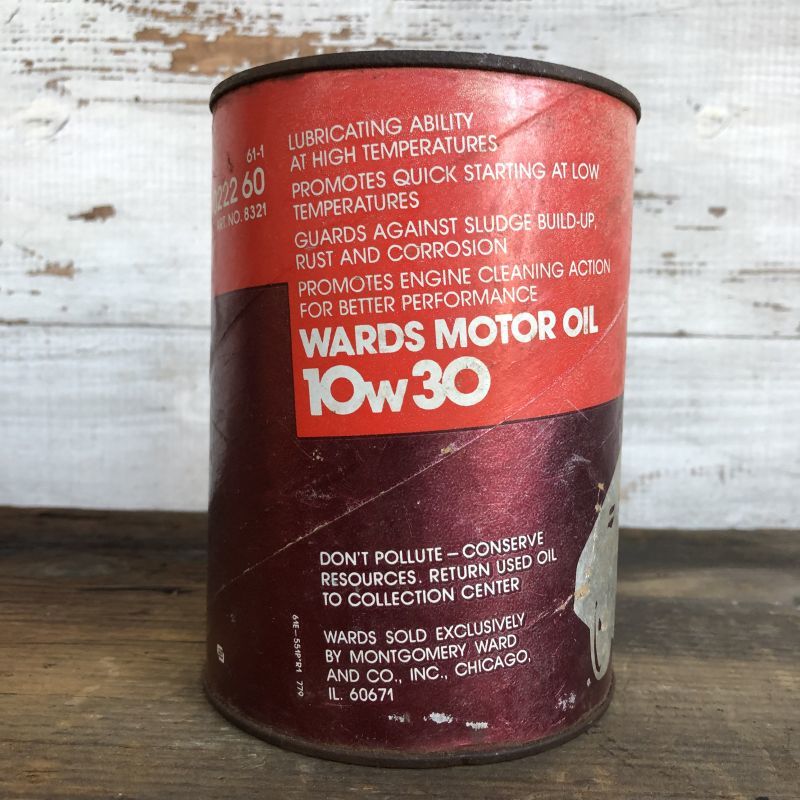 61-1
222 60
ART. NO. 8321
LUBRICATING ABILITY
AT HIGH TEMPERATURES
PROMOTES QUICK STARTING AT LOW
TEMPERATURES
GUARDS AGAINST SLUDGE BUILD-UP,
RUST AND CORROSION
PROMOTES ENGINE CLEANING ACTION
FOR BETTER PERFORMANCE
WARDS MOTOR OIL
10W30
DON'T POLLUTE – CONSERVE
RESOURCES. RETURN USED OIL
TO COLLECTION CENTER
WARDS SOLD EXCLUSIVELY
BY MONTGOMERY WARD
AND CO., INC., CHICAGO,
IL. 60671
779